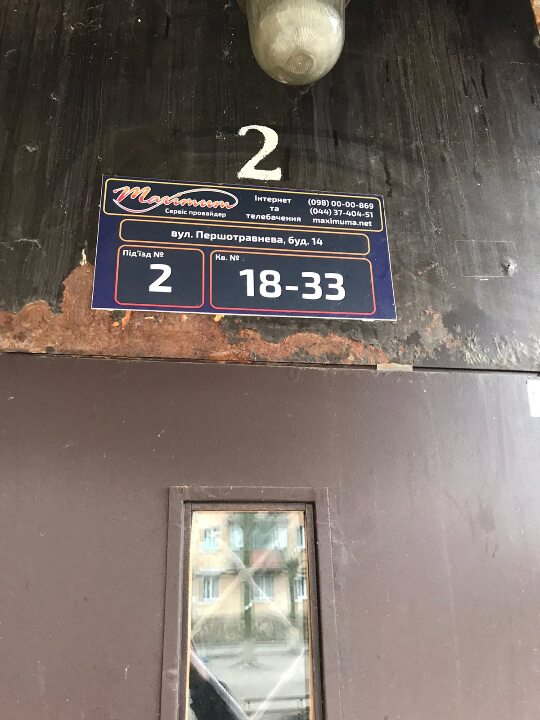 2
Maximum
Сервіс провайдер
Інтернет
та
телебачення
(098) 00-00-869
(044) 37-404-51
maximuma.net
вул. Першотравнева, буд. 14
Під'їзд №
2
Кв. №
18-33